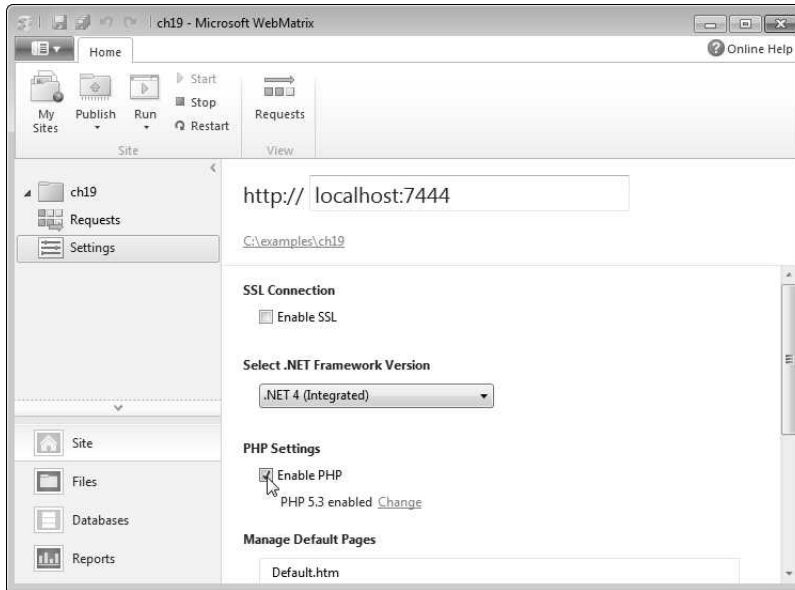 ch19 - Microsoft WebMatrix
Home
Online Help
My Sites
Publish
Run
Start
Stop
Restart
Requests
Site
View
ch19
Requests
Settings
http:// localhost:7444
C:\examples\ch19
SSL Connection
Enable SSL
Select .NET Framework Version
.NET 4 (Integrated)
PHP Settings
Enable PHP
PHP 5.3 enabled Change
Manage Default Pages
Default.htm
Site
Files
Databases
Reports